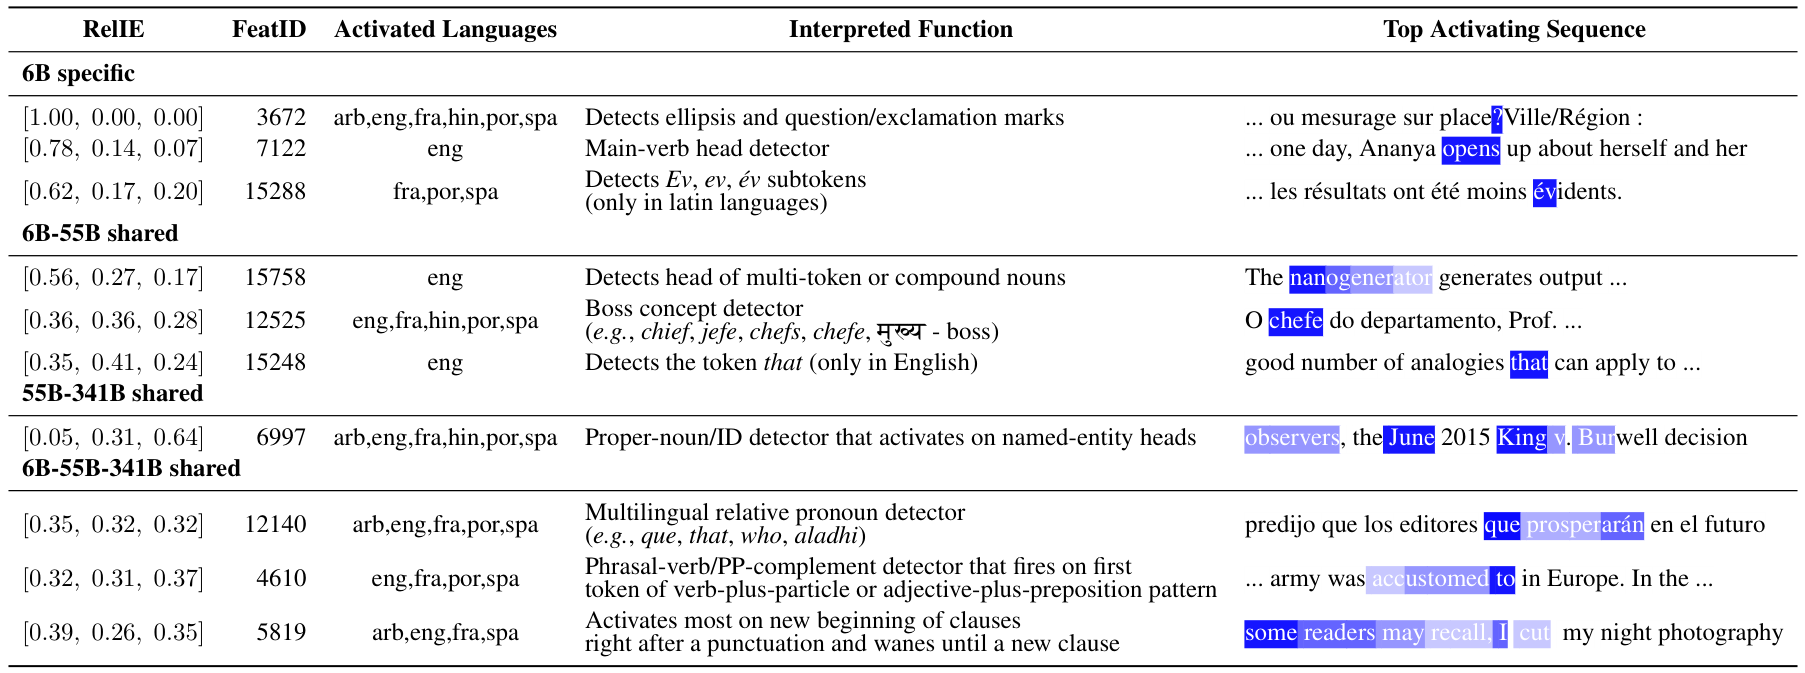 RelIE FeatID Activated Languages Interpreted Function Top Activating Sequence
6B specific
[1.00, 0.00, 0.00] 3672 arb,eng,fra,hin,por,spa Detects ellipsis and question/exclamation marks ... ou mesurage sur place?Ville/Région :
[0.78, 0.14, 0.07] 7122 eng Main-verb head detector ... one day, Ananya opens up about herself and her
[0.62, 0.17, 0.20] 15288 fra,por,spa Detects Ev, ev, év subtokens
(only in latin languages) ... les résultats ont été moins évidents.
6B-55B shared
[0.56, 0.27, 0.17] 15758 eng Detects head of multi-token or compound nouns The nanogenerator generates output ...
[0.36, 0.36, 0.28] 12525 eng,fra,hin,por,spa Boss concept detector
(e.g., chief, jefe, chefs, chefe, मुख्य - boss) O chefe do departamento, Prof. ...
[0.35, 0.41, 0.24] 15248 eng Detects the token that (only in English) good number of analogies that can apply to ...
55B-341B shared
[0.05, 0.31, 0.64] 6997 arb,eng,fra,hin,por,spa Proper-noun/ID detector that activates on named-entity heads observers, the June 2015 King v. Burwell decision
6B-55B-341B shared
[0.35, 0.32, 0.32] 12140 arb,eng,fra,por,spa Multilingual relative pronoun detector
(e.g., que, that, who, aladhi) predijo que los editores que prosperarán en el futuro
[0.32, 0.31, 0.37] 4610 eng,fra,por,spa Phrasal-verb/PP-complement detector that fires on first
token of verb-plus-particle or adjective-plus-preposition pattern ... army was accustomed to in Europe. In the ...
[0.39, 0.26, 0.35] 5819 arb,eng,fra,spa Activates most on new beginning of clauses
right after a punctuation and wanes until a new clause some readers may recall, I cut my night photography